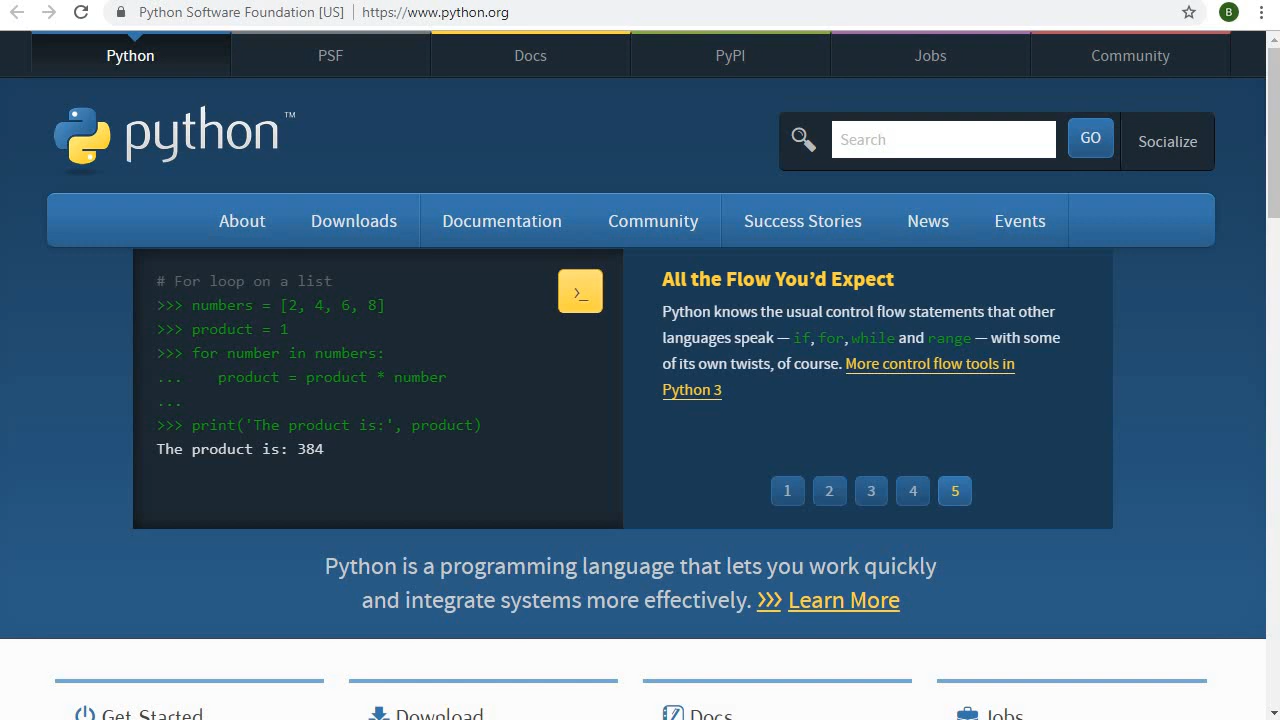 Python Software Foundation [US] | https://www.python.org
B
Python PSF Docs PyPI Jobs Community
python™
Search GO Socialize
About Downloads Documentation Community Success Stories News Events
# For loop on a list
>>> numbers = [2, 4, 6, 8]
>>> product = 1
>>> for number in numbers:
...    product = product * number
...
>>> print('The product is:', product)
The product is: 384
>_
All the Flow You’d Expect
Python knows the usual control flow statements that other
languages speak — if, for, while and range — with some
of its own twists, of course. More control flow tools in
Python 3
1 2 3 4 5
Python is a programming language that lets you work quickly
and integrate systems more effectively. >>> Learn More
Get Started Download Docs Jobs